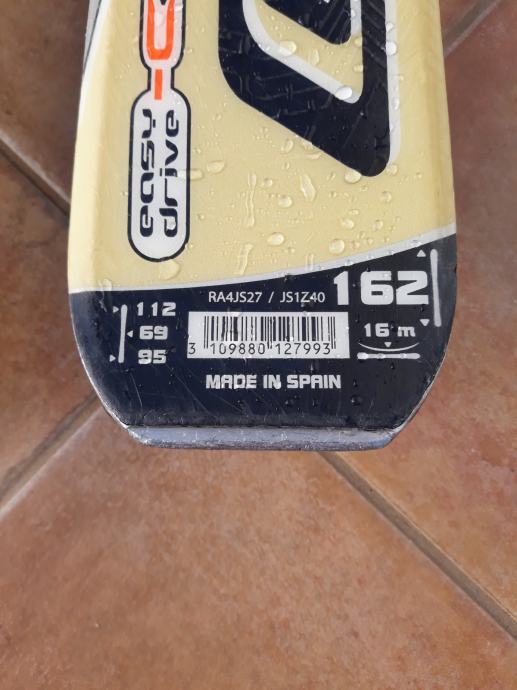 easy
drive
RA4JS27 / JS1Z40
162
112
69
95
16 m
3 109880 127993
MADE IN SPAIN